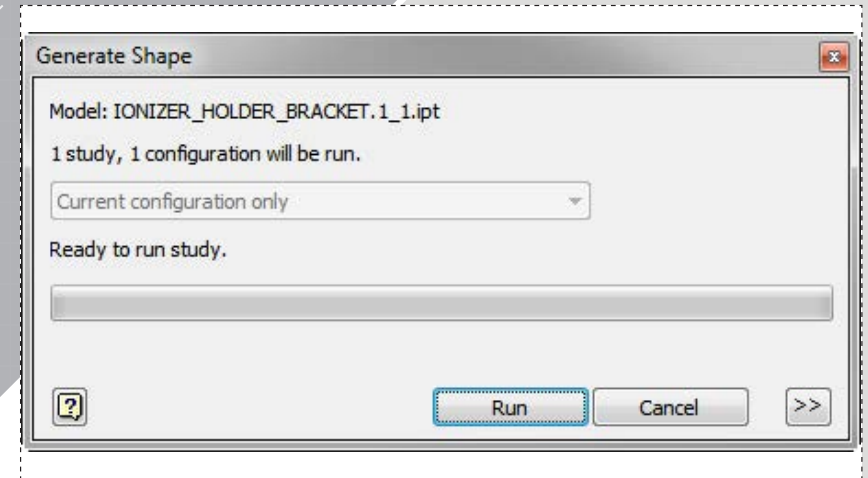 Generate Shape
Model: IONIZER_HOLDER_BRACKET.1_1.ipt
1 study, 1 configuration will be run.
Current configuration only
Ready to run study.
Run Cancel >>